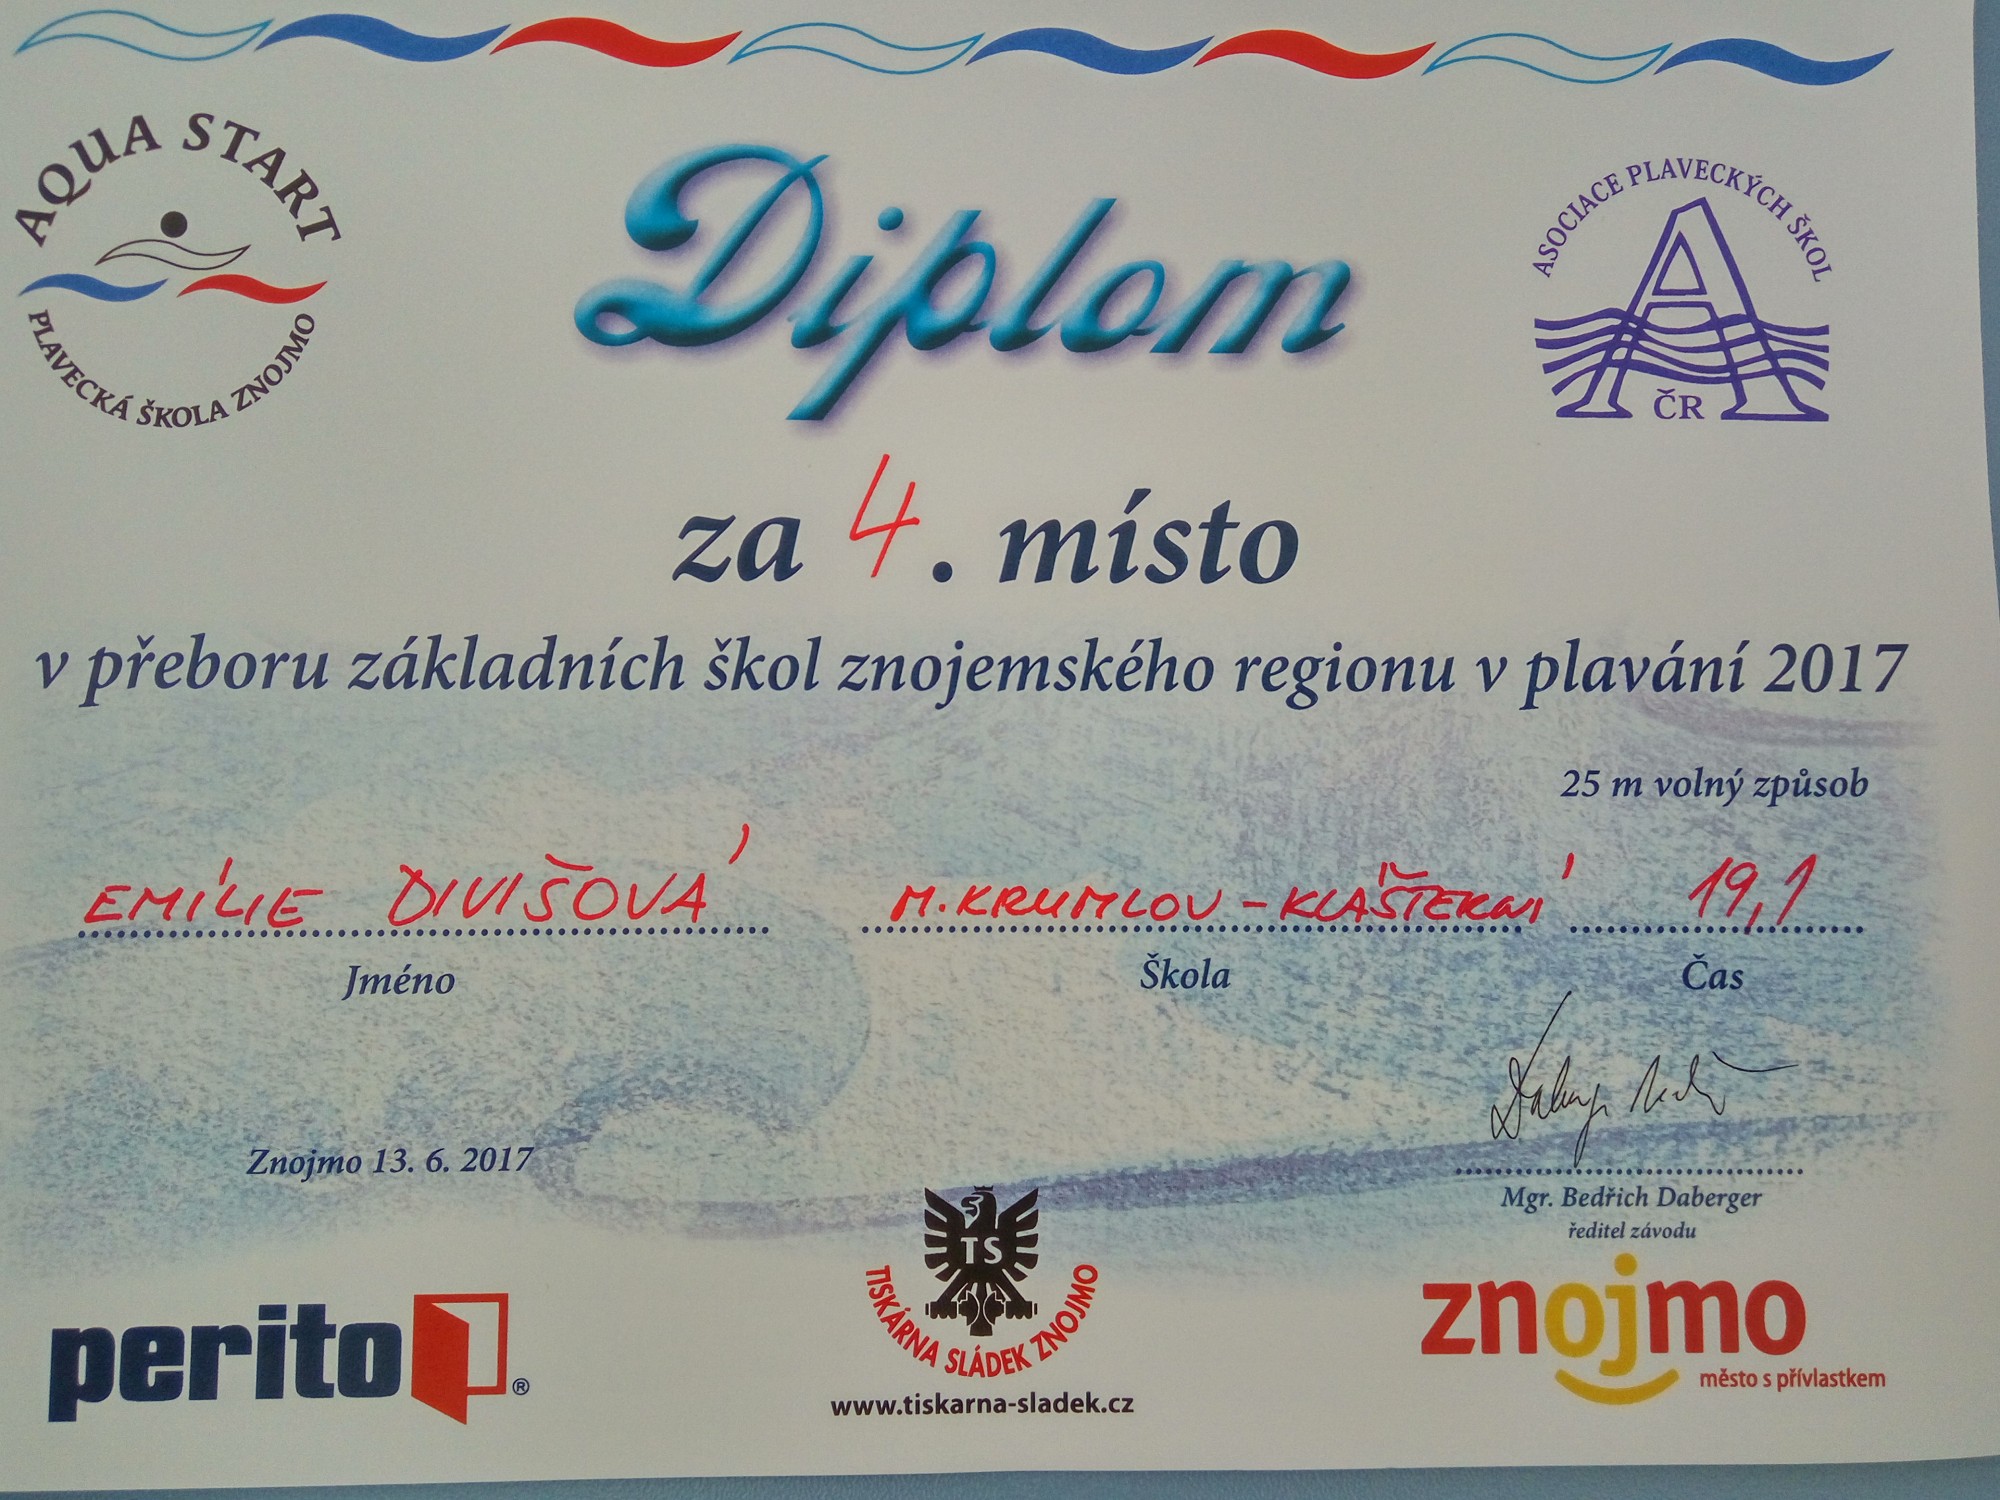 AQUA START
PLAVECKÁ ŠKOLA ZNOJMO
Diplom
ASOCIACE PLAVECKÝCH ŠKOL
ČR
za 4. místo
v přeboru základních škol znojemského regionu v plavání 2017
25 m volný způsob
EMÍLIE DIVIŠOVÁ M.KRUMLOV - KLÁŠTERNÍ 19,1
Jméno Škola Čas
Znojmo 13. 6. 2017
Mgr. Bedřich Daberger
ředitel závodu
perito®
TS
TISKÁRNA SLÁDEK ZNOJMO
www.tiskarna-sladek.cz
znojmo
město s přívlastkem